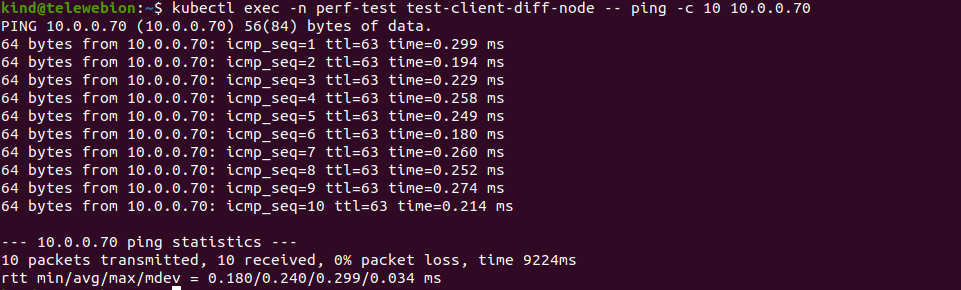 kind@telewebion:~$ kubectl exec -n perf-test test-client-diff-node -- ping -c 10 10.0.0.70
PING 10.0.0.70 (10.0.0.70) 56(84) bytes of data.
64 bytes from 10.0.0.70: icmp_seq=1 ttl=63 time=0.299 ms
64 bytes from 10.0.0.70: icmp_seq=2 ttl=63 time=0.194 ms
64 bytes from 10.0.0.70: icmp_seq=3 ttl=63 time=0.229 ms
64 bytes from 10.0.0.70: icmp_seq=4 ttl=63 time=0.258 ms
64 bytes from 10.0.0.70: icmp_seq=5 ttl=63 time=0.249 ms
64 bytes from 10.0.0.70: icmp_seq=6 ttl=63 time=0.180 ms
64 bytes from 10.0.0.70: icmp_seq=7 ttl=63 time=0.260 ms
64 bytes from 10.0.0.70: icmp_seq=8 ttl=63 time=0.252 ms
64 bytes from 10.0.0.70: icmp_seq=9 ttl=63 time=0.274 ms
64 bytes from 10.0.0.70: icmp_seq=10 ttl=63 time=0.214 ms
--- 10.0.0.70 ping statistics ---
10 packets transmitted, 10 received, 0% packet loss, time 9224ms
rtt min/avg/max/mdev = 0.180/0.240/0.299/0.034 ms